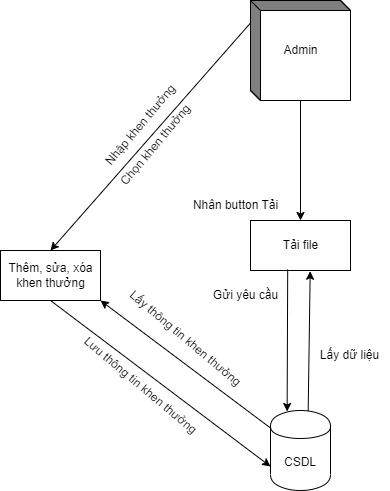 Admin
Nhập khen thưởng
Chọn khen thưởng
Nhân button Tải
Tải file
Thêm, sửa, xóa
khen thưởng
Gửi yêu cầu
Lấy thông tin khen thưởng
Lấy dữ liệu
Lưu thông tin khen thưởng
CSDL